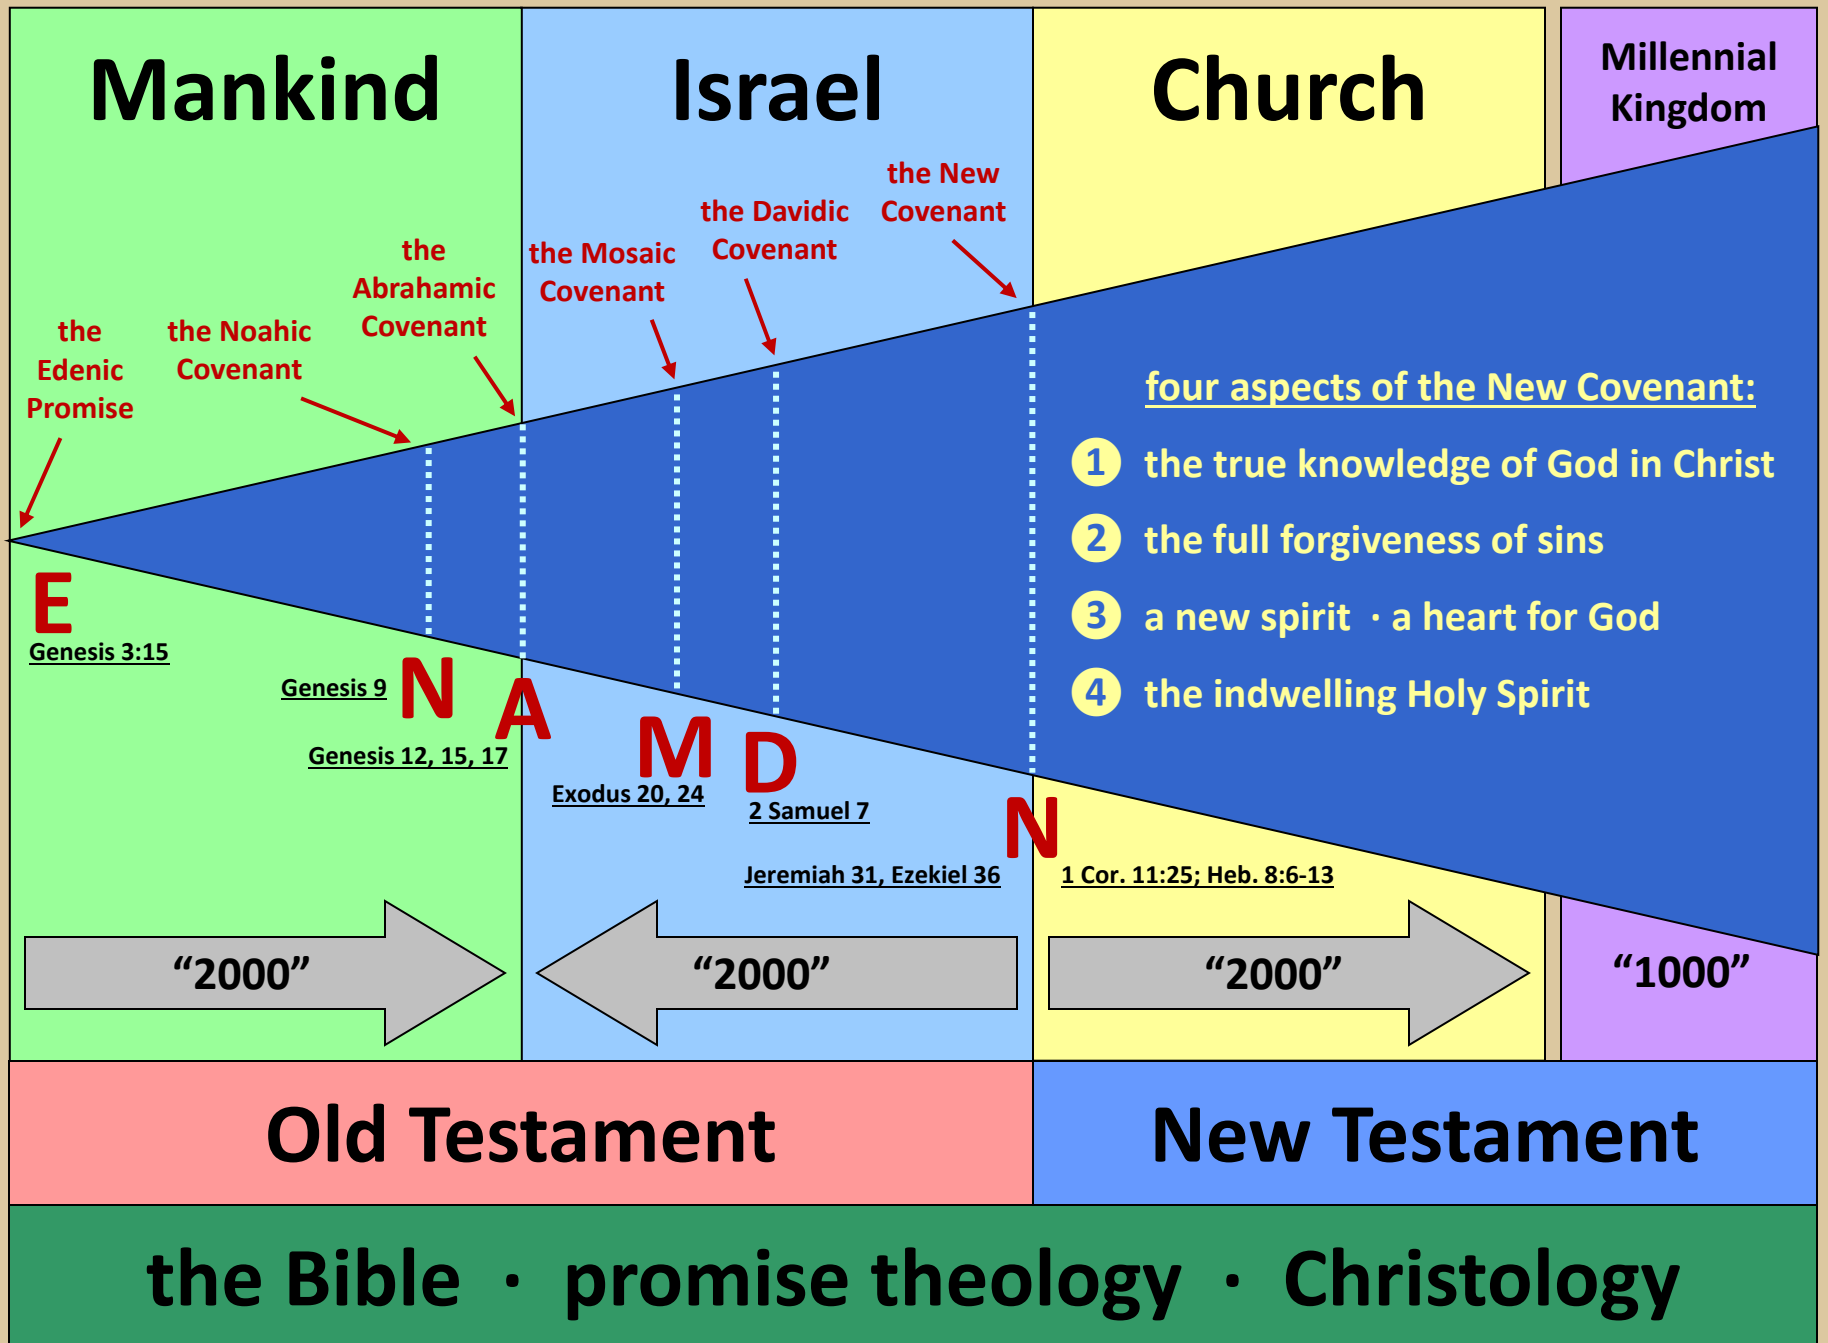 Mankind
Israel
Church
Millennial
Kingdom
the
Edenic
Promise
the Noahic
Covenant
the
Abrahamic
Covenant
the Mosaic
Covenant
the Davidic
Covenant
the New
Covenant
four aspects of the New Covenant:
1 the true knowledge of God in Christ
2 the full forgiveness of sins
3 a new spirit · a heart for God
4 the indwelling Holy Spirit
E
Genesis 3:15
Genesis 9
N
A
Genesis 12, 15, 17
M
Exodus 20, 24
D
2 Samuel 7
N
Jeremiah 31, Ezekiel 36
1 Cor. 11:25; Heb. 8:6-13
“2000”
“2000”
“2000”
“1000”
Old Testament
New Testament
the Bible · promise theology · Christology